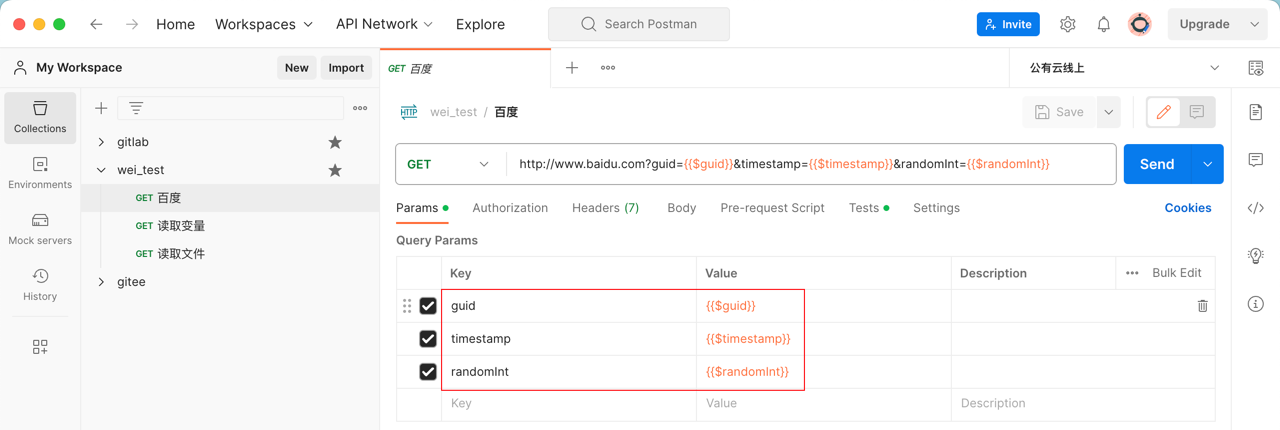 Home Workspaces API Network Explore Search Postman Invite Upgrade
My Workspace New Import GET 百度 公有云线上
Collections
Environments
Mock servers
History
gitlab
wei_test
GET 百度
GET 读取变量
GET 读取文件
gitee
HTTP wei_test / 百度 Save
GET http://www.baidu.com?guid={{$guid}}&timestamp={{$timestamp}}&randomInt={{$randomInt}} Send
Params Authorization Headers (7) Body Pre-request Script Tests Settings Cookies
Query Params
Key Value Description Bulk Edit
guid {{$guid}}
timestamp {{$timestamp}}
randomInt {{$randomInt}}
Key Value Description